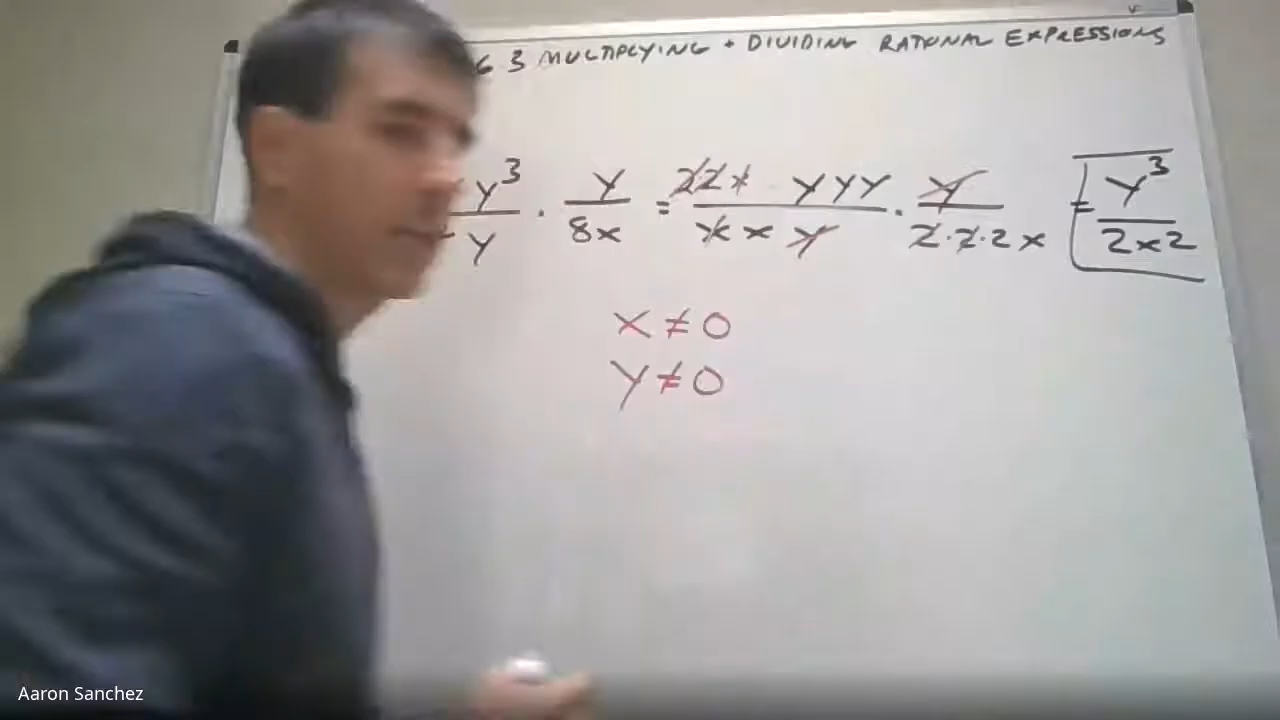 6 3 MULTIPLYING + DIVIDING RATIONAL EXPRESSIONS
y³/y · y/8x = 2·2x · yyy/x x y · y/2·2·2x = y³/2x2
x ≠ 0
y ≠ 0
Aaron Sanchez